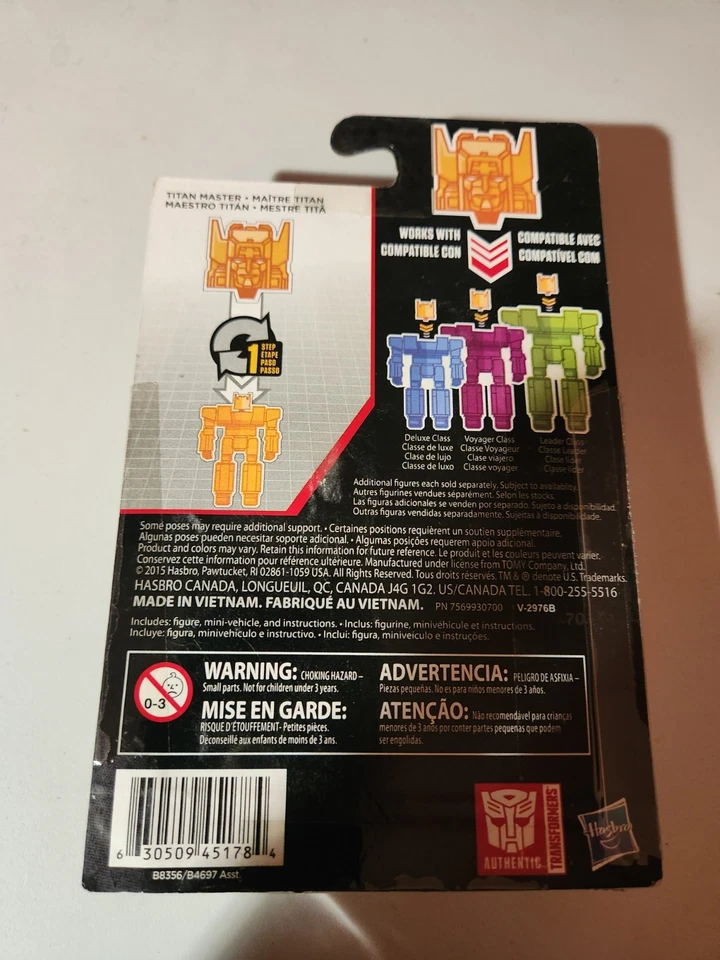 TITAN MASTER • MAÎTRE TITAN
MAESTRO TITÁN • MESTRE TITÃ
1
STEP
ETAPE
PASO
PASSO
WORKS WITH
COMPATIBLE CON
COMPATIBLE AVEC
COMPATÍVEL COM
Deluxe Class
Classe de luxe
Clase de lujo
Classe de luxo
Voyager Class
Classe Voyageur
Clase viajero
Classe voyager
Leader Class
Classe Leader
Clase líder
Classe líder
Additional figures each sold separately. Subject to availability.
Autres figurines vendues séparément. Selon les stocks.
Las figuras adicionales se venden por separado. Sujeto a disponibilidad.
Outras figuras vendidas separadamente. Sujeitas à disponibilidade.
Some poses may require additional support. • Certaines positions requièrent un soutien supplémentaire.
Algunas poses pueden necesitar soporte adicional. • Algumas posições requerem apoio adicional.
Product and colors may vary. Retain this information for future reference. Le produit et les couleurs peuvent varier.
Conservez cette information pour référence ultérieure. Manufactured under license from TOMY Company, Ltd.
© 2015 Hasbro, Pawtucket, RI 02861-1059 USA. All Rights Reserved. Tous droits réservés. TM & ® denote U.S. Trademarks.
HASBRO CANADA, LONGUEUIL, QC, CANADA J4G 1G2. US/CANADA TEL. 1-800-255-5516
MADE IN VIETNAM. FABRIQUÉ AU VIETNAM. PN 7569930700 V-2976B
Includes: figure, mini-vehicle, and instructions. • Inclus: figurine, minivéhicule et instructions.
Incluye: figura, minivehículo e instructivo. • Inclui: figura, miniveículo e instruções.
0-3
WARNING: CHOKING HAZARD –
Small parts. Not for children under 3 years.
MISE EN GARDE:
RISQUE D'ÉTOUFFEMENT- Petites pièces.
Déconseillé aux enfants de moins de 3 ans.
ADVERTENCIA: PELIGRO DE ASFIXIA –
Piezas pequeñas. No es para niños menores de 3 años.
ATENÇÃO: Não recomendável para crianças
menores de 3 anos por conter partes pequenas que podem
ser engolidas.
6 30509 45178 4
B8356/B4697 Asst.
AUTHENTIC
TRANSFORMERS
Hasbro